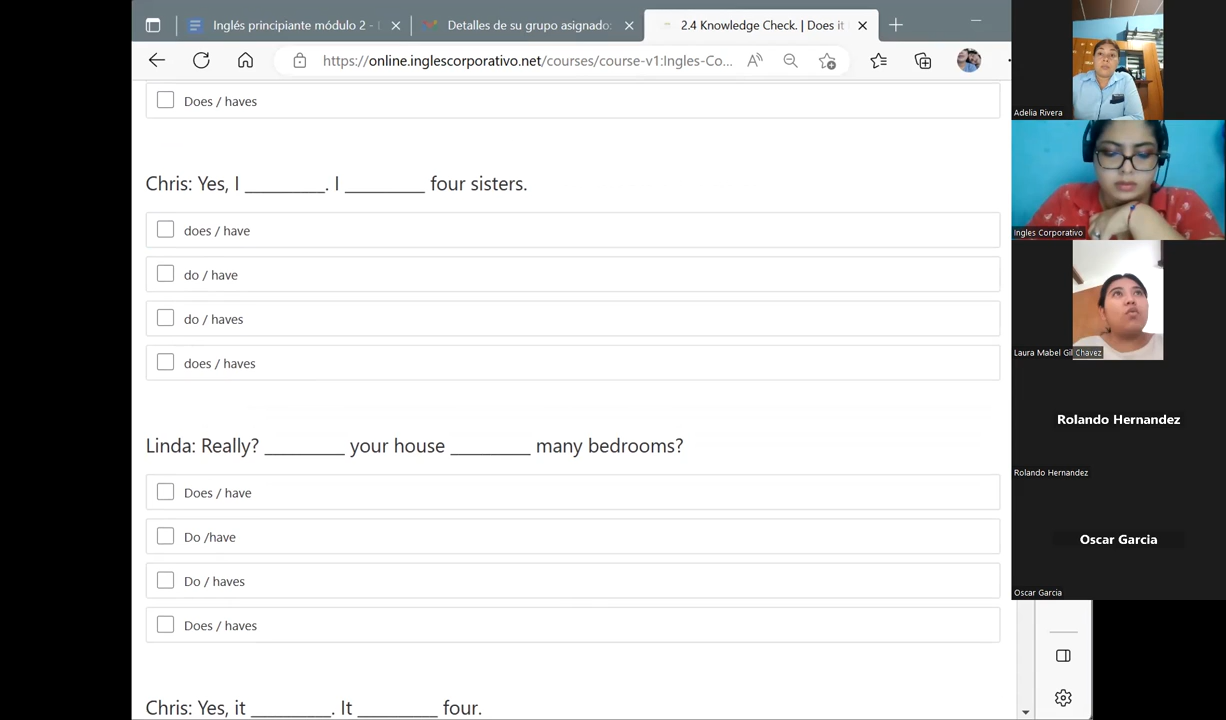 Inglés principiante módulo 2 -
Detalles de su grupo asignado:
2.4 Knowledge Check. | Does it
https://online.inglescorporativo.net/courses/course-v1:Ingles-Co...
Does / haves
Chris: Yes, I ________. I ________ four sisters.
does / have
do / have
do / haves
does / haves
Linda: Really? ________ your house ________ many bedrooms?
Does / have
Do /have
Do / haves
Does / haves
Chris: Yes, it ________. It ________ four.
Adelia Rivera
Ingles Corporativo
Laura Mabel Gil Chavez
Rolando Hernandez
Rolando Hernandez
Oscar Garcia
Oscar Garcia